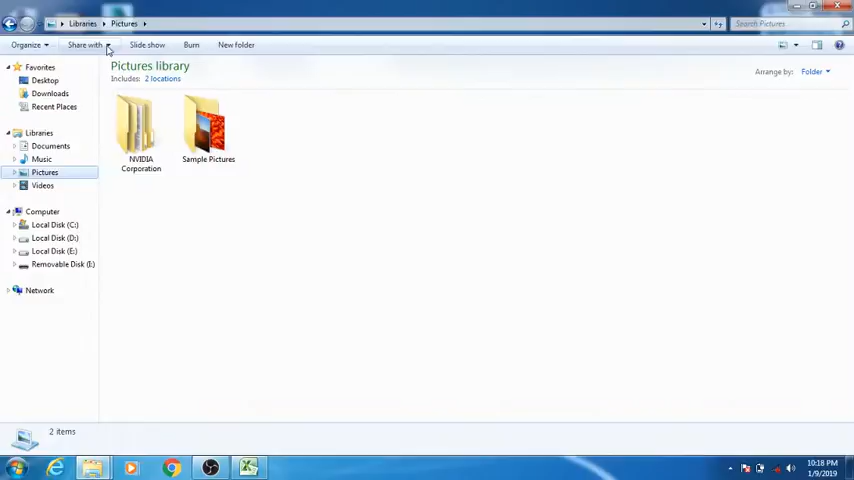 Libraries Pictures
Search Pictures
Organize Share with Slide show Burn New folder
Pictures library
Includes: 2 locations
Arrange by: Folder
Favorites
Desktop
Downloads
Recent Places
Libraries
Documents
Music
Pictures
Videos
Computer
Local Disk (C:)
Local Disk (D:)
Local Disk (E:)
Removable Disk (I:)
Network
NVIDIA
Corporation
Sample Pictures
2 items
10:18 PM
1/9/2019